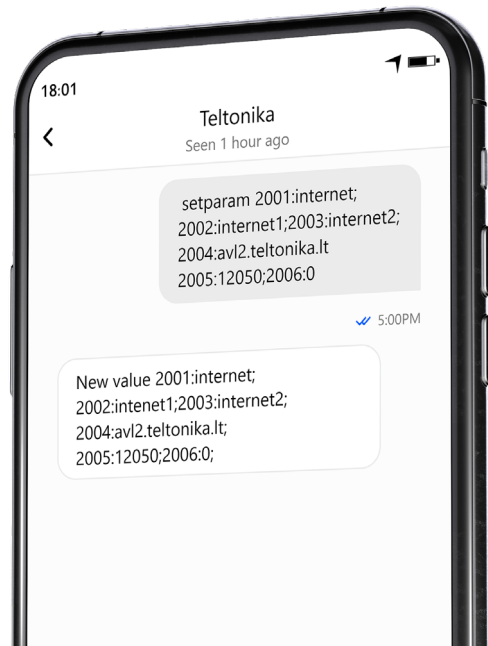 18:01
Teltonika
Seen 1 hour ago
setparam 2001:internet;
2002:internet1;2003:internet2;
2004:avl2.teltonika.lt
2005:12050;2006:0
5:00PM
New value 2001:internet;
2002:intenet1;2003:internet2;
2004:avl2.teltonika.lt;
2005:12050;2006:0;